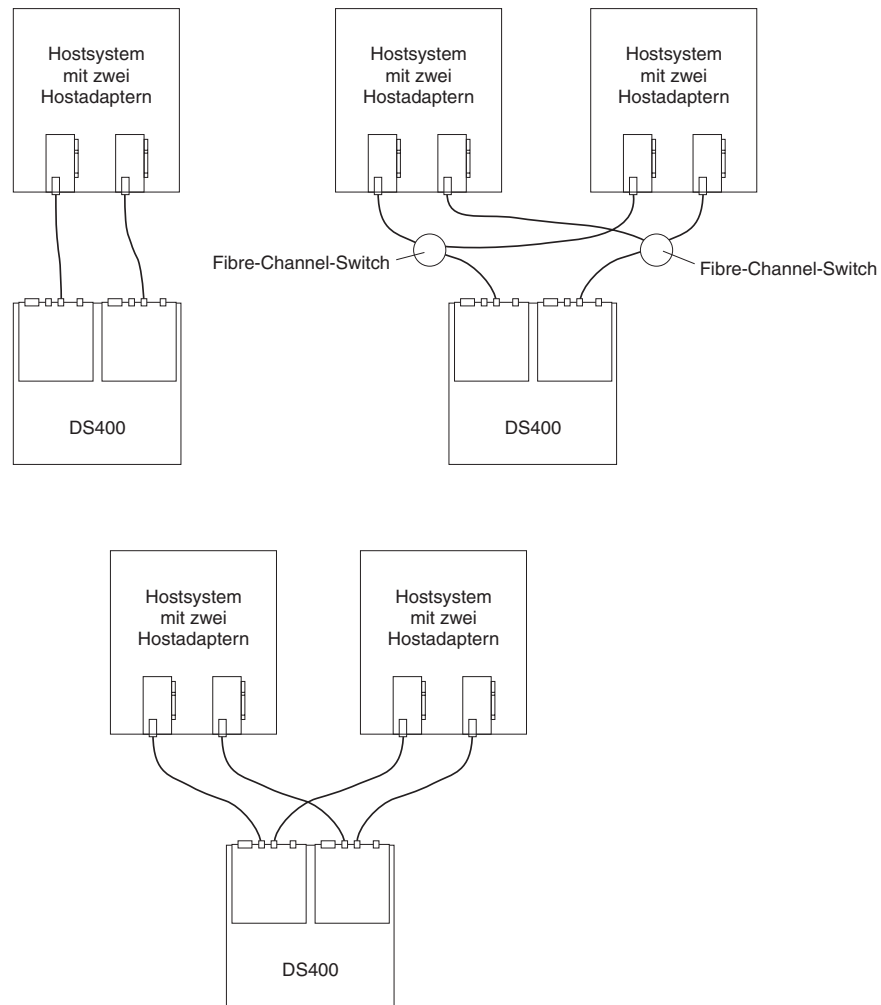 Hostsystem
mit zwei
Hostadaptern
Hostsystem
mit zwei
Hostadaptern
Hostsystem
mit zwei
Hostadaptern
Fibre-Channel-Switch
Fibre-Channel-Switch
DS400
DS400
Hostsystem
mit zwei
Hostadaptern
Hostsystem
mit zwei
Hostadaptern
DS400